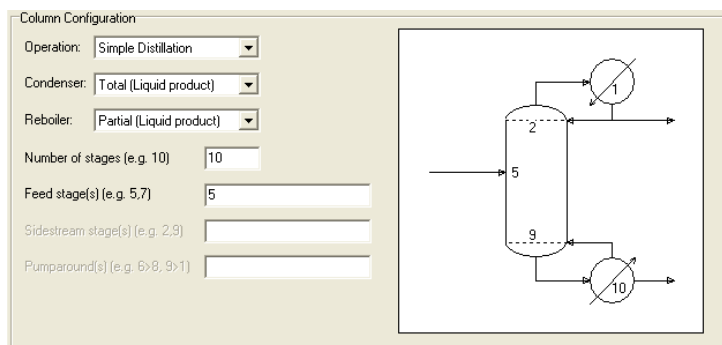 Column Configuration
Operation: Simple Distillation
Condenser: Total (Liquid product)
Reboiler: Partial (Liquid product)
Number of stages (e.g. 10) 10
Feed stage(s) (e.g. 5,7) 5
Sidestream stage(s) (e.g. 2,9)
Pumparound(s) (e.g. 6>8, 9>1)
1
2
5
9
10